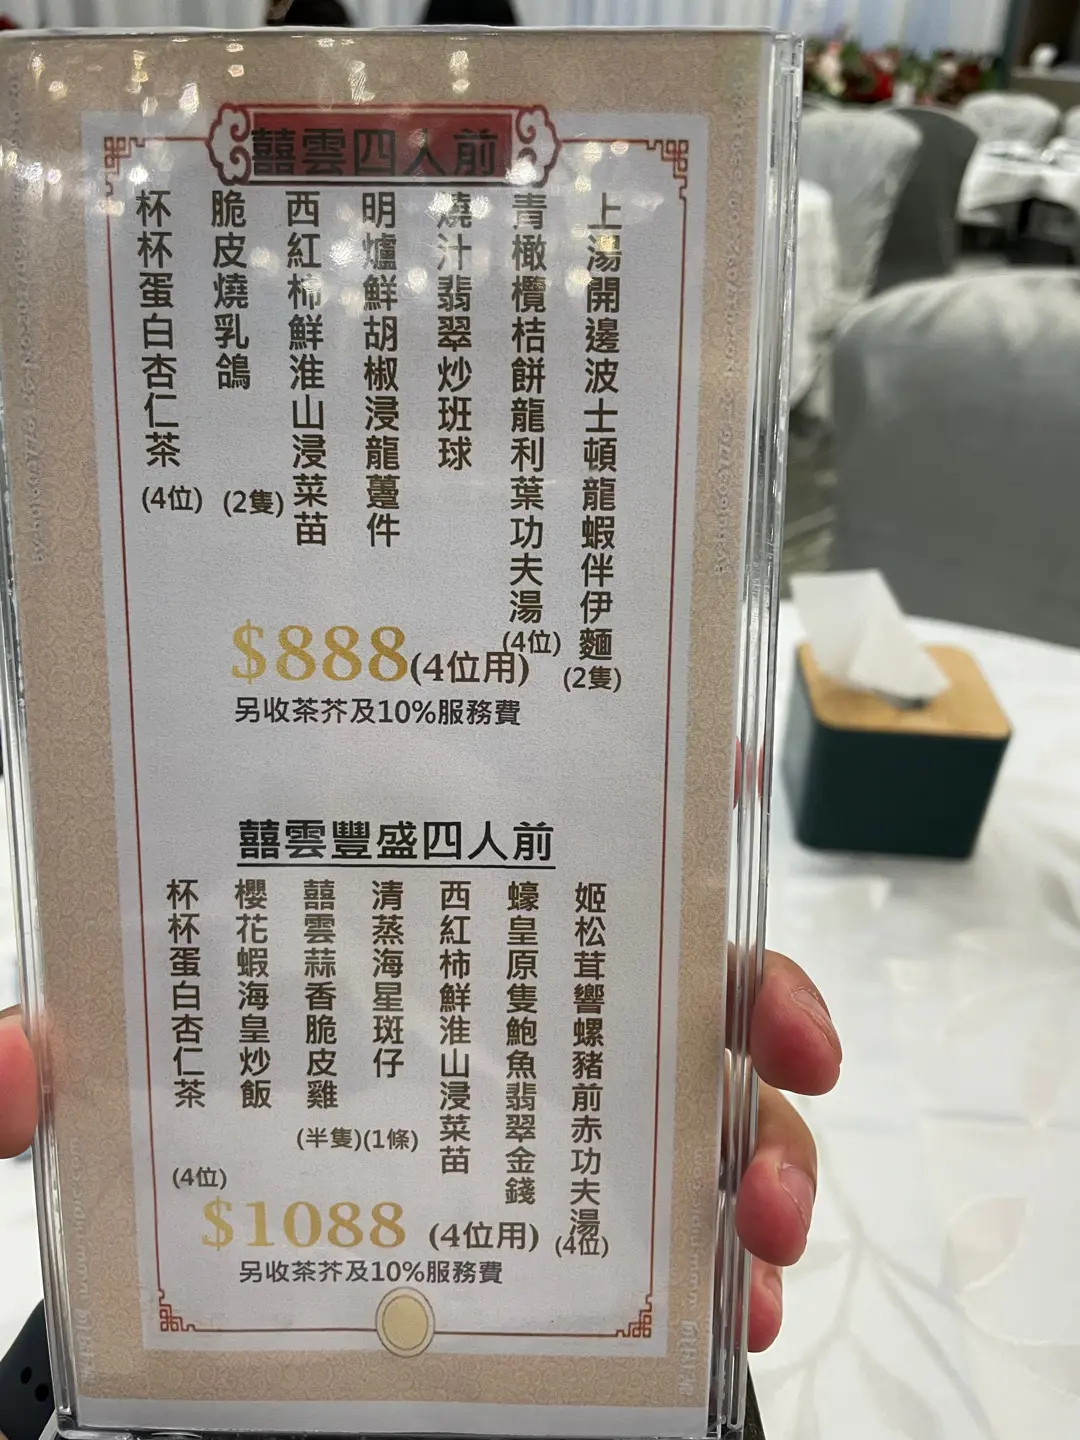 囍雲四人前
上湯開邊波士頓龍蝦伴伊麵
(2隻)
青橄欖桔餅龍利葉功夫湯
(4位)
燒汁翡翠炒班球
明爐鮮胡椒浸龍躉件
西紅柿鮮淮山浸菜苗
脆皮燒乳鴿
(2隻)
杯杯蛋白杏仁茶
(4位)
$888(4位用)
另收茶芥及10%服務費
囍雲豐盛四人前
姬松茸響螺豬前赤功夫湯
(4位)
蠔皇原隻鮑魚翡翠金錢
西紅柿鮮淮山浸菜苗
清蒸海星斑仔
(1條)
囍雲蒜香脆皮雞
(半隻)
櫻花蝦海皇炒飯
杯杯蛋白杏仁茶
(4位)
$1088 (4位用)
另收茶芥及10%服務費